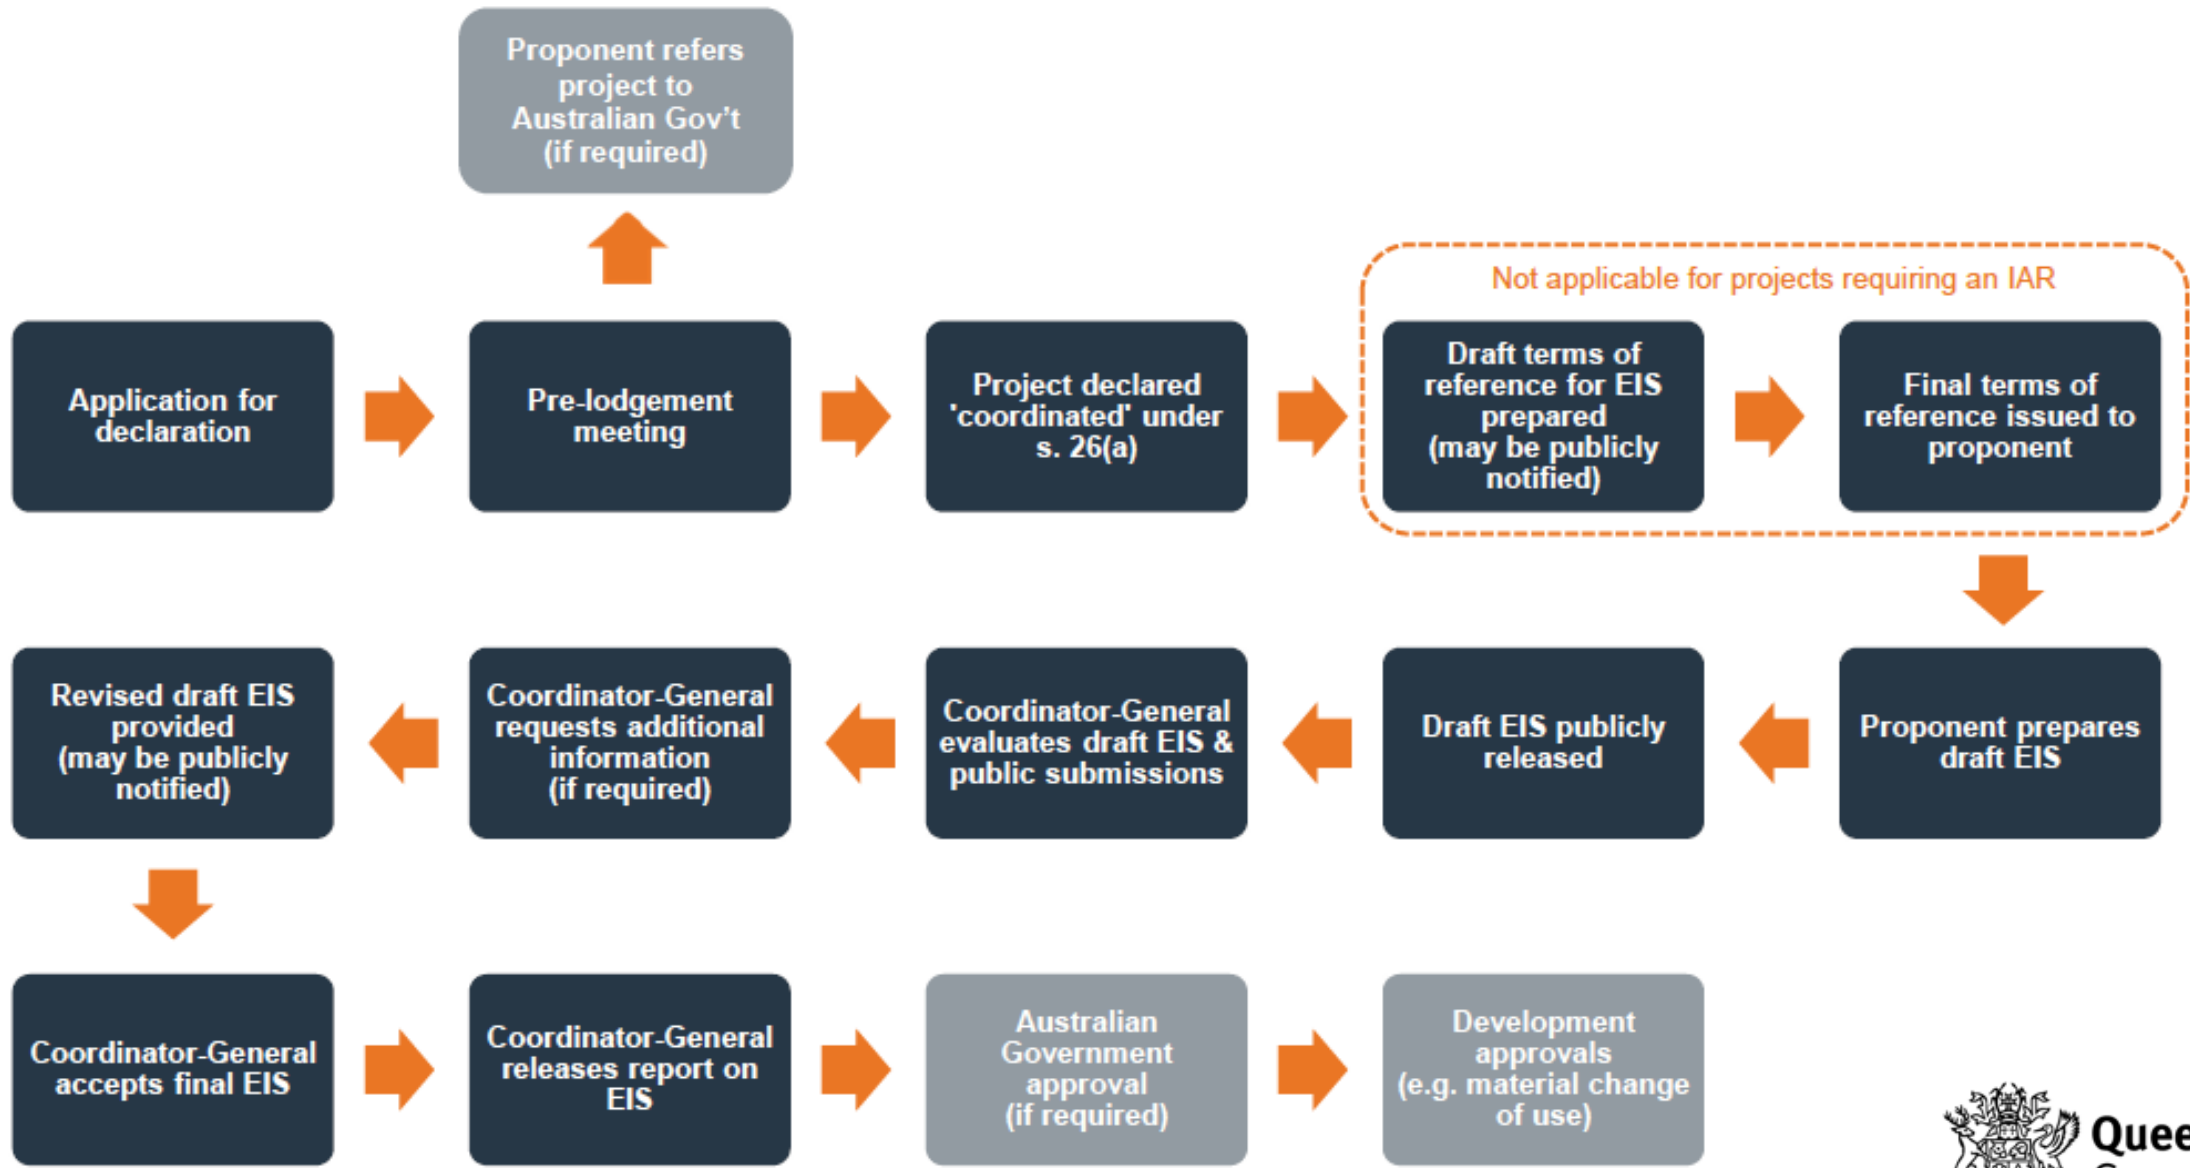 Proponent refers
project to
Australian Gov't
(if required)
Not applicable for projects requiring an IAR
Application for
declaration
Pre-lodgement
meeting
Project declared
'coordinated' under
s. 26(a)
Draft terms of
reference for EIS
prepared
(may be publicly
notified)
Final terms of
reference issued to
proponent
Proponent prepares
draft EIS
Draft EIS publicly
released
Coordinator-General
evaluates draft EIS &
public submissions
Coordinator-General
requests additional
information
(if required)
Revised draft EIS
provided
(may be publicly
notified)
Coordinator-General
accepts final EIS
Coordinator-General
releases report on
EIS
Australian
Government
approval
(if required)
Development
approvals
(e.g. material change
of use)
Quee